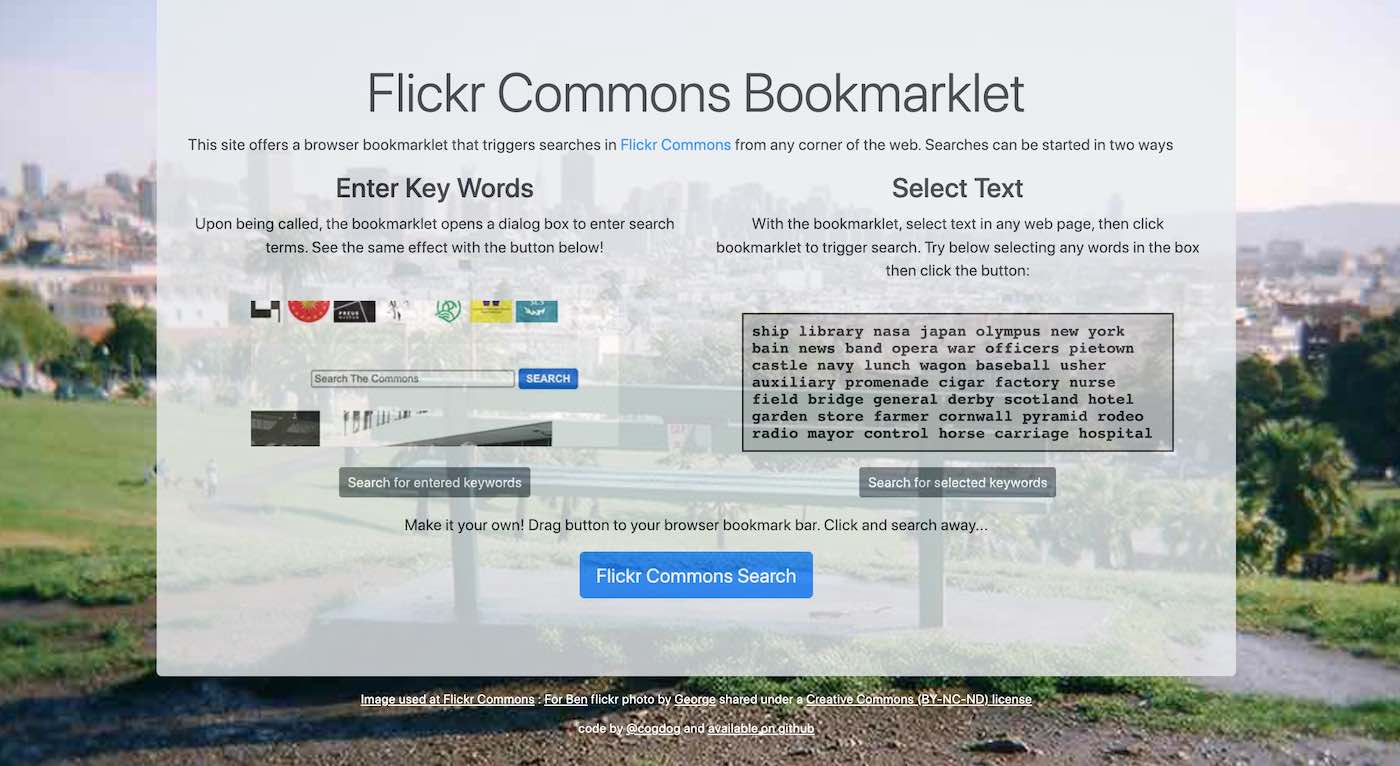 Flickr Commons Bookmarklet
This site offers a browser bookmarklet that triggers searches in Flickr Commons from any corner of the web. Searches can be started in two ways
Enter Key Words
Upon being called, the bookmarklet opens a dialog box to enter search
terms. See the same effect with the button below!
PREUS
MUSEUM
Search The Commons
SEARCH
Search for entered keywords
Select Text
With the bookmarklet, select text in any web page, then click
bookmarklet to trigger search. Try below selecting any words in the box
then click the button:
ship library nasa japan olympus new york
bain news band opera war officers pietown
castle navy lunch wagon baseball usher
auxiliary promenade cigar factory nurse
field bridge general derby scotland hotel
garden store farmer cornwall pyramid rodeo
radio mayor control horse carriage hospital
Search for selected keywords
Make it your own! Drag button to your browser bookmark bar. Click and search away...
Flickr Commons Search
Image used at Flickr Commons : For Ben flickr photo by George shared under a Creative Commons (BY-NC-ND) license
code by @cogdog and available on github